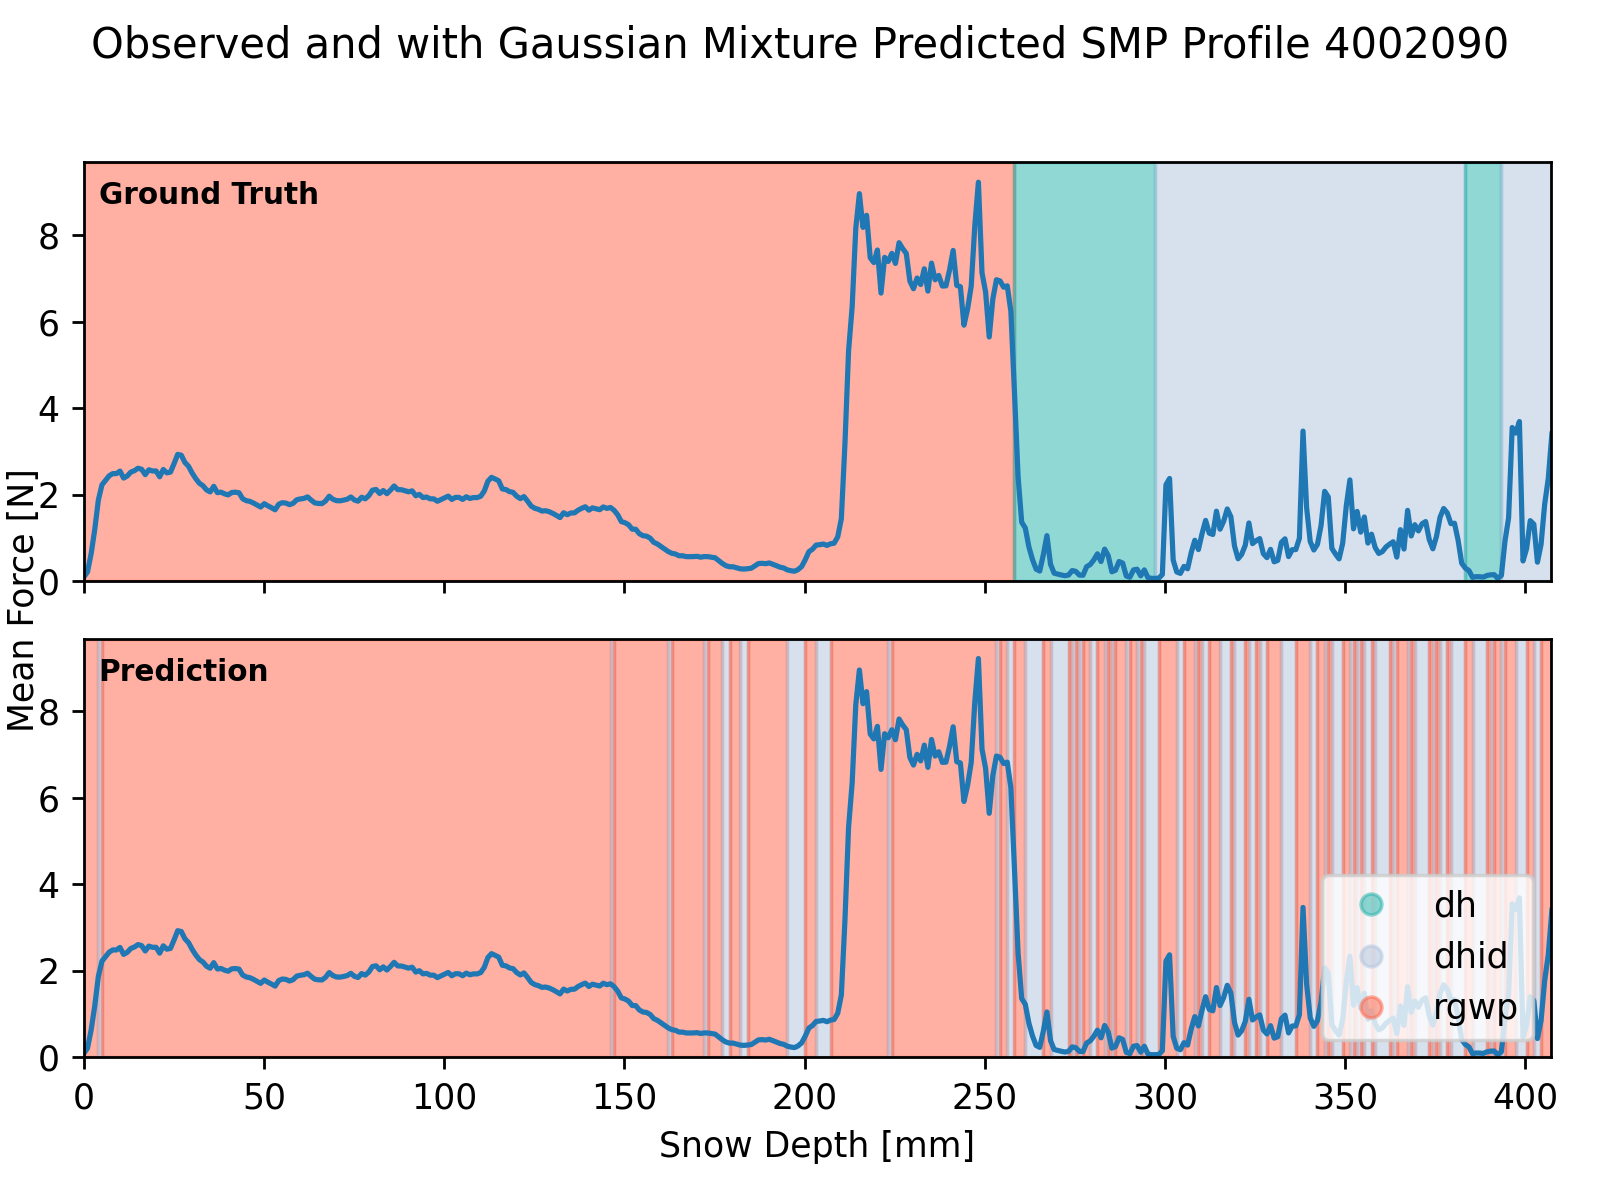 Observed and with Gaussian Mixture Predicted SMP Profile 4002090
Ground Truth
8
6
4
2
0
Mean Force [N]
Prediction
8
6
4
2
0
dh
dhid
rgwp
0 50 100 150 200 250 300 350 400
Snow Depth [mm]